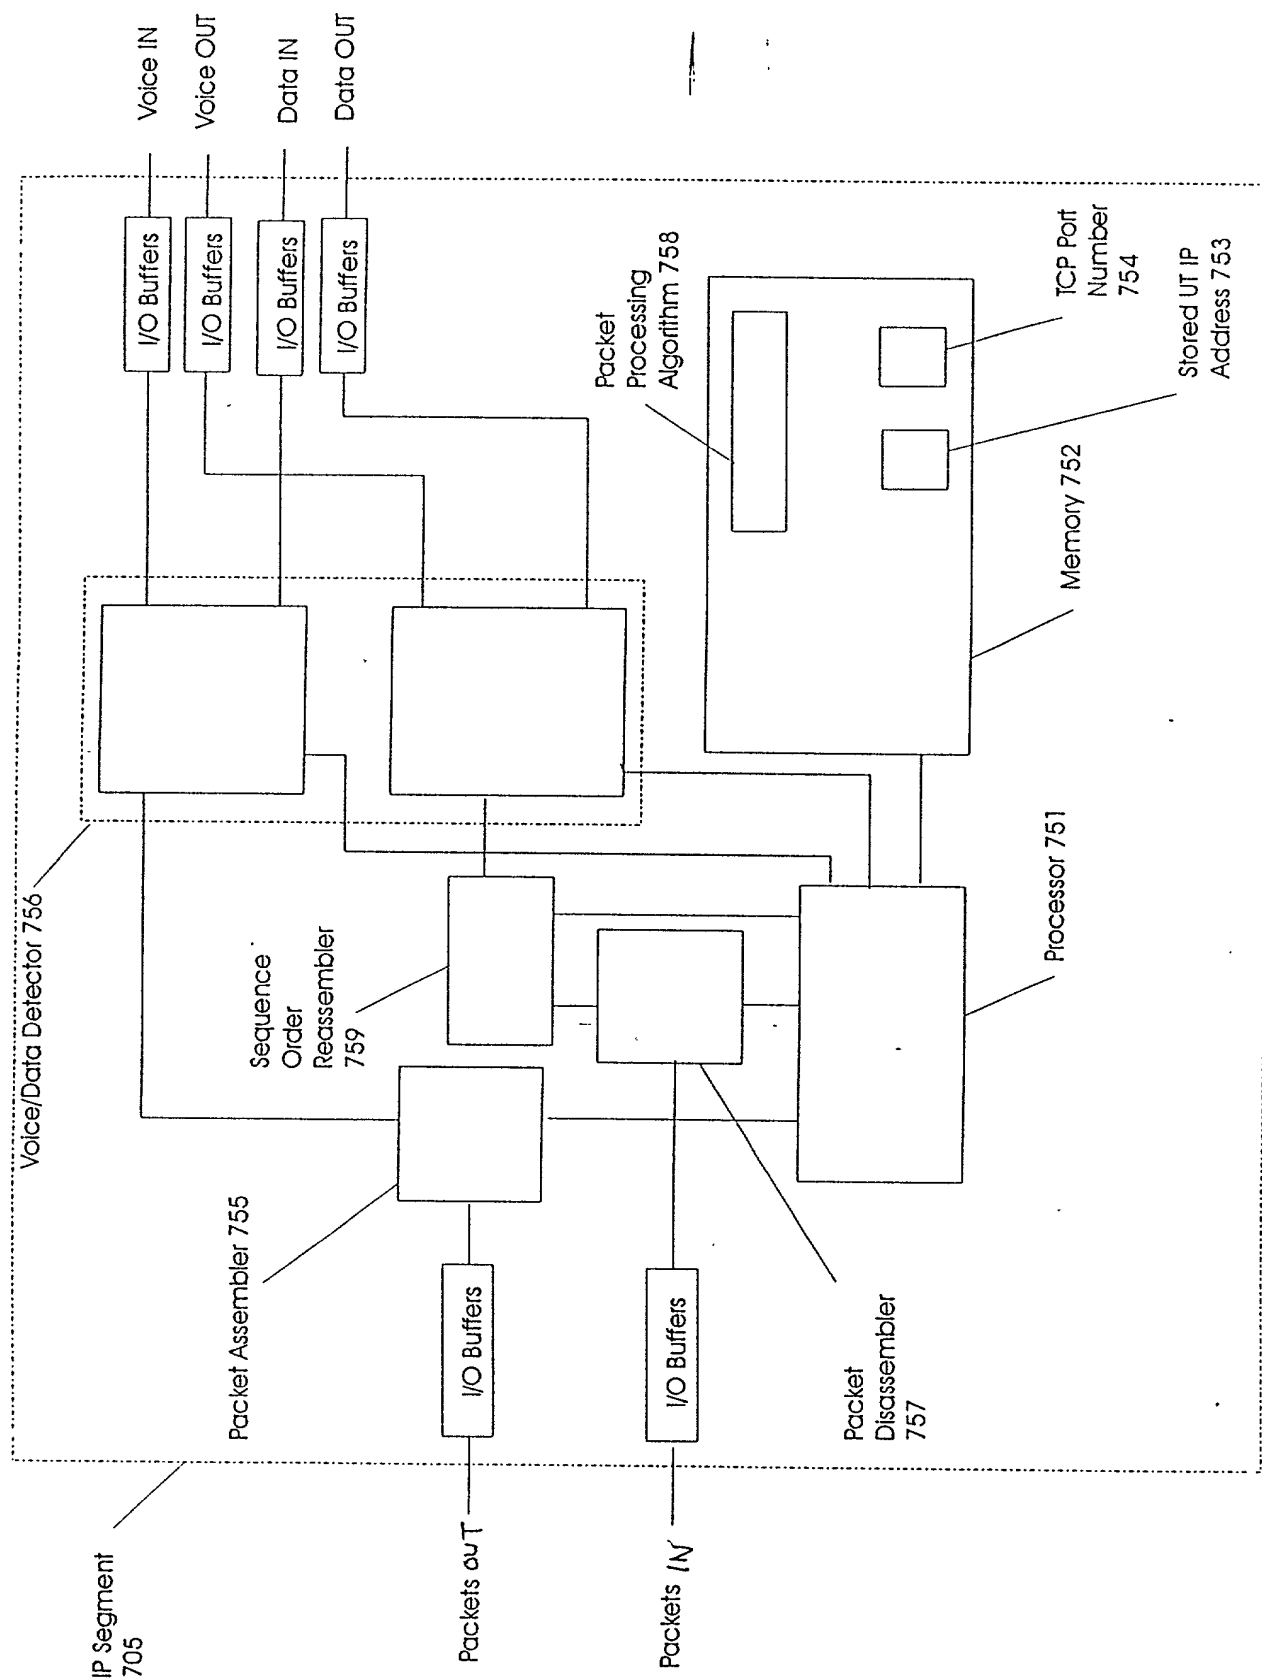 IP Segment
705
Voice/Data Detector 756
Voice IN
Voice OUT
Data IN
Data OUT
I/O Buffers
I/O Buffers
I/O Buffers
I/O Buffers
Packet Assembler 755
Sequence
Order
Reassembler
759
Packets OUT
I/O Buffers
Packets IN
I/O Buffers
Packet
Processing
Algorithm 758
Packet
Disassembler
757
Processor 751
Memory 752
TCP Port
Number
754
Stored UT IP
Address 753